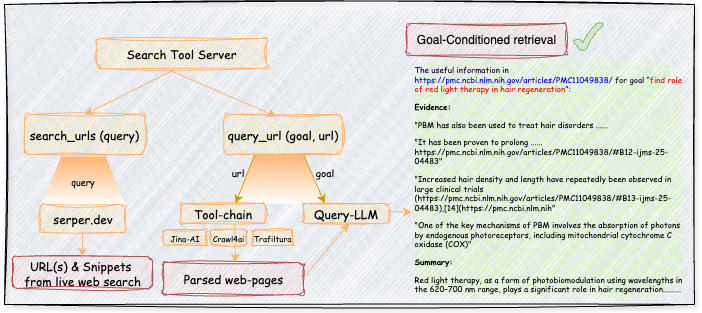 Search Tool Server
search_urls (query)
query_url (goal, url)
query
url
goal
serper.dev
Tool-chain
Query-LLM
Jina-AI
Crawl4ai
Trafiltura
URL(s) & Snippets
from live web search
Parsed web-pages
Goal-Conditioned retrieval
The useful information in
https://pmc.ncbi.nlm.nih.gov/articles/PMC11049838/ for goal "find role
of red light therapy in hair regeneration":
Evidence:
"PBM has also been used to treat hair disorders ......
"It has been proven to prolong ......
https://pmc.ncbi.nlm.nih.gov/articles/PMC11049838/#B12-ijms-25-
04483"
"Increased hair density and length have repeatedly been observed in
large clinical trials
(https://pmc.ncbi.nlm.nih.gov/articles/PMC11049838/#B13-ijms-25-
04483),[14](https://pmc.ncbi.nlm.nih"
"One of the key mechanisms of PBM involves the absorption of photons
by endogenous photoreceptors, including mitochondrial cytochrome C
oxidase (COX)"
Summary:
Red light therapy, as a form of photobiomodulation using wavelengths in
the 620-700 nm range, plays a significant role in hair regeneration..........